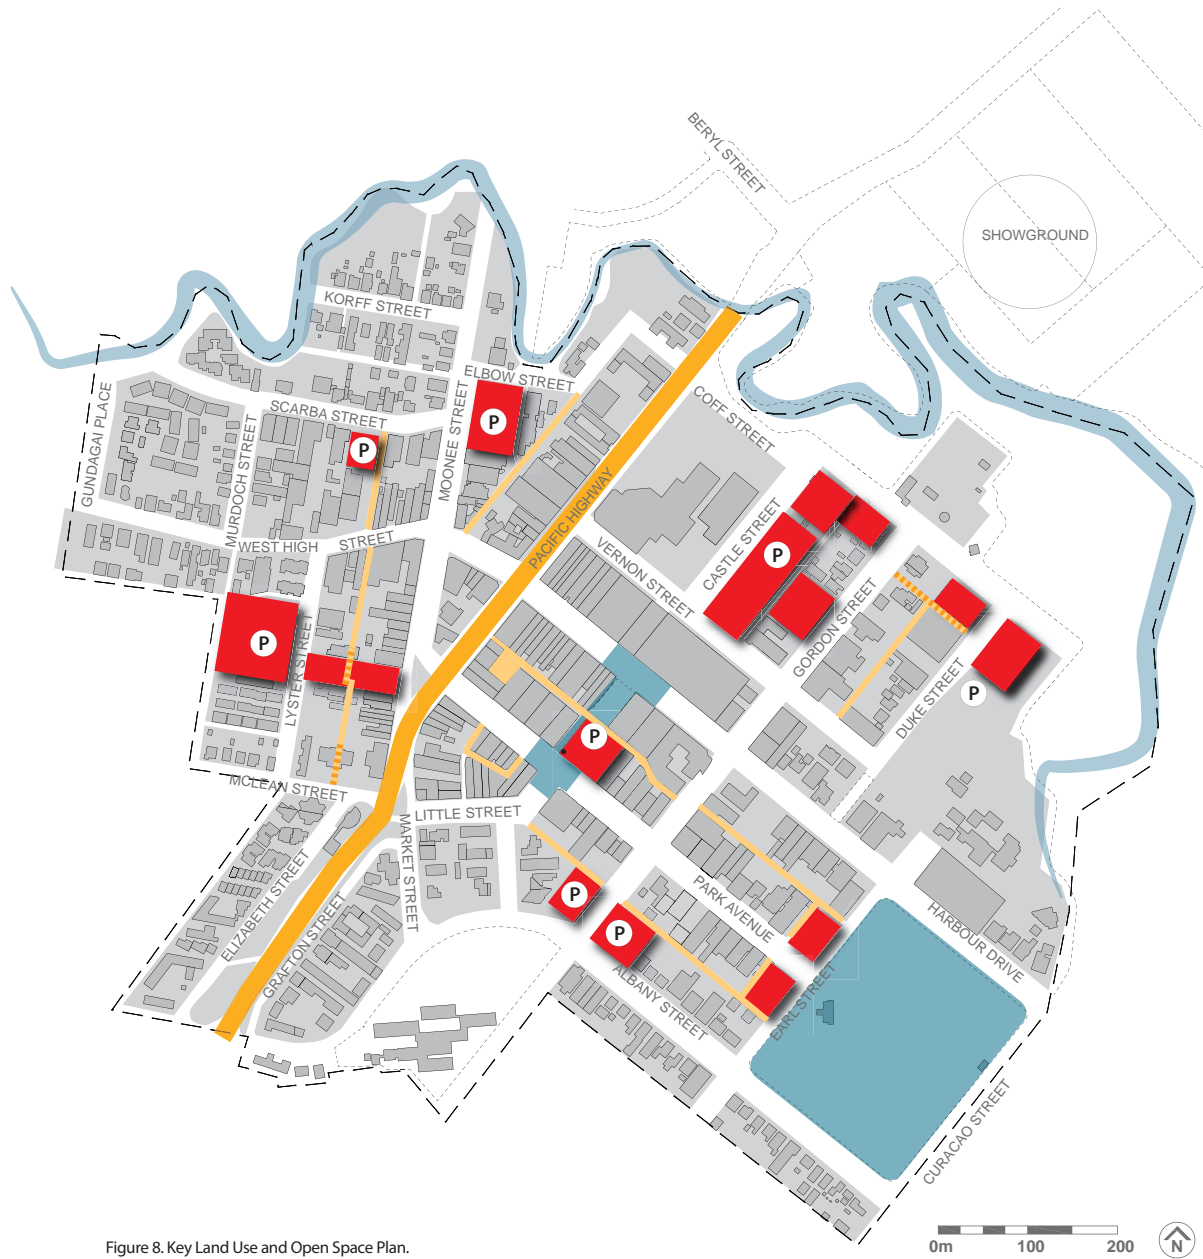 BERYL STREET
SHOWGROUND
KORFF STREET
ELBOW STREET
SCARBA STREET
GUNDAGAI PLACE
MURDOCH STREET
MOONEE STREET
COFF STREET
P
P
WEST HIGH STREET
PACIFIC HIGHWAY
VERNON STREET
CASTLE STREET
P
GORDON STREET
P
LYSTER STREET
DUKE STREET
P
P
MCLEAN STREET
LITTLE STREET
MARKET STREET
ELIZABETH STREET
GRAFTON STREET
P
P
PARK AVENUE
HARBOUR DRIVE
ALBANY STREET
EARL STREET
CURACAO STREET
Figure 8. Key Land Use and Open Space Plan.
0m 100 200
N